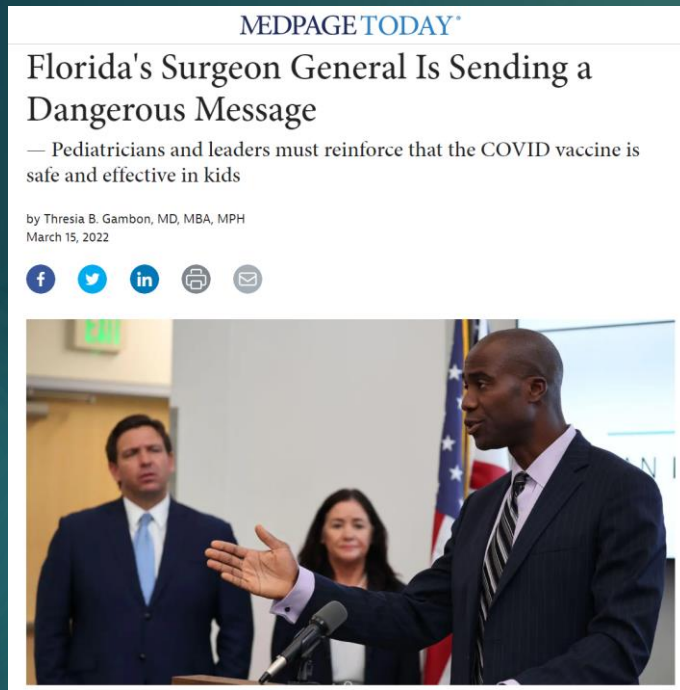 MEDPAGE TODAY®
Florida's Surgeon General Is Sending a
Dangerous Message
— Pediatricians and leaders must reinforce that the COVID vaccine is
safe and effective in kids
by Thresia B. Gambon, MD, MBA, MPH
March 15, 2022
f
in
EXIT